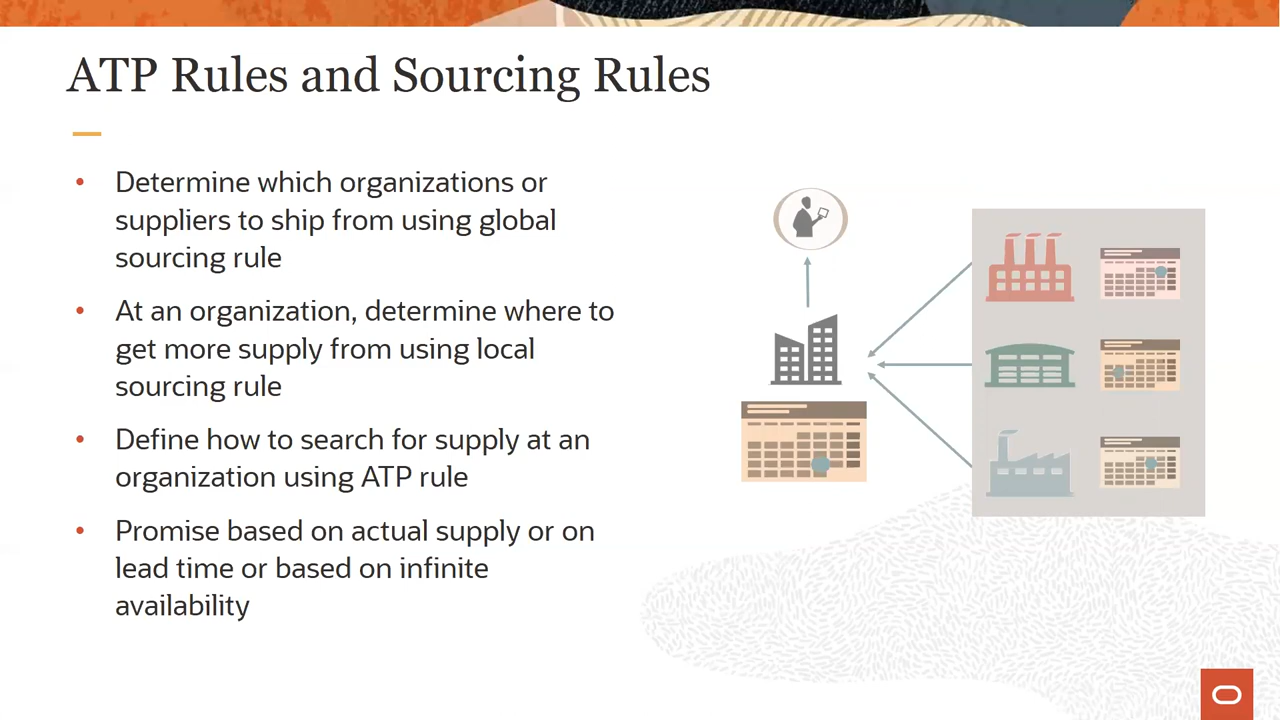 ATP Rules and Sourcing Rules
• Determine which organizations or
suppliers to ship from using global
sourcing rule
• At an organization, determine where to
get more supply from using local
sourcing rule
• Define how to search for supply at an
organization using ATP rule
• Promise based on actual supply or on
lead time or based on infinite
availability